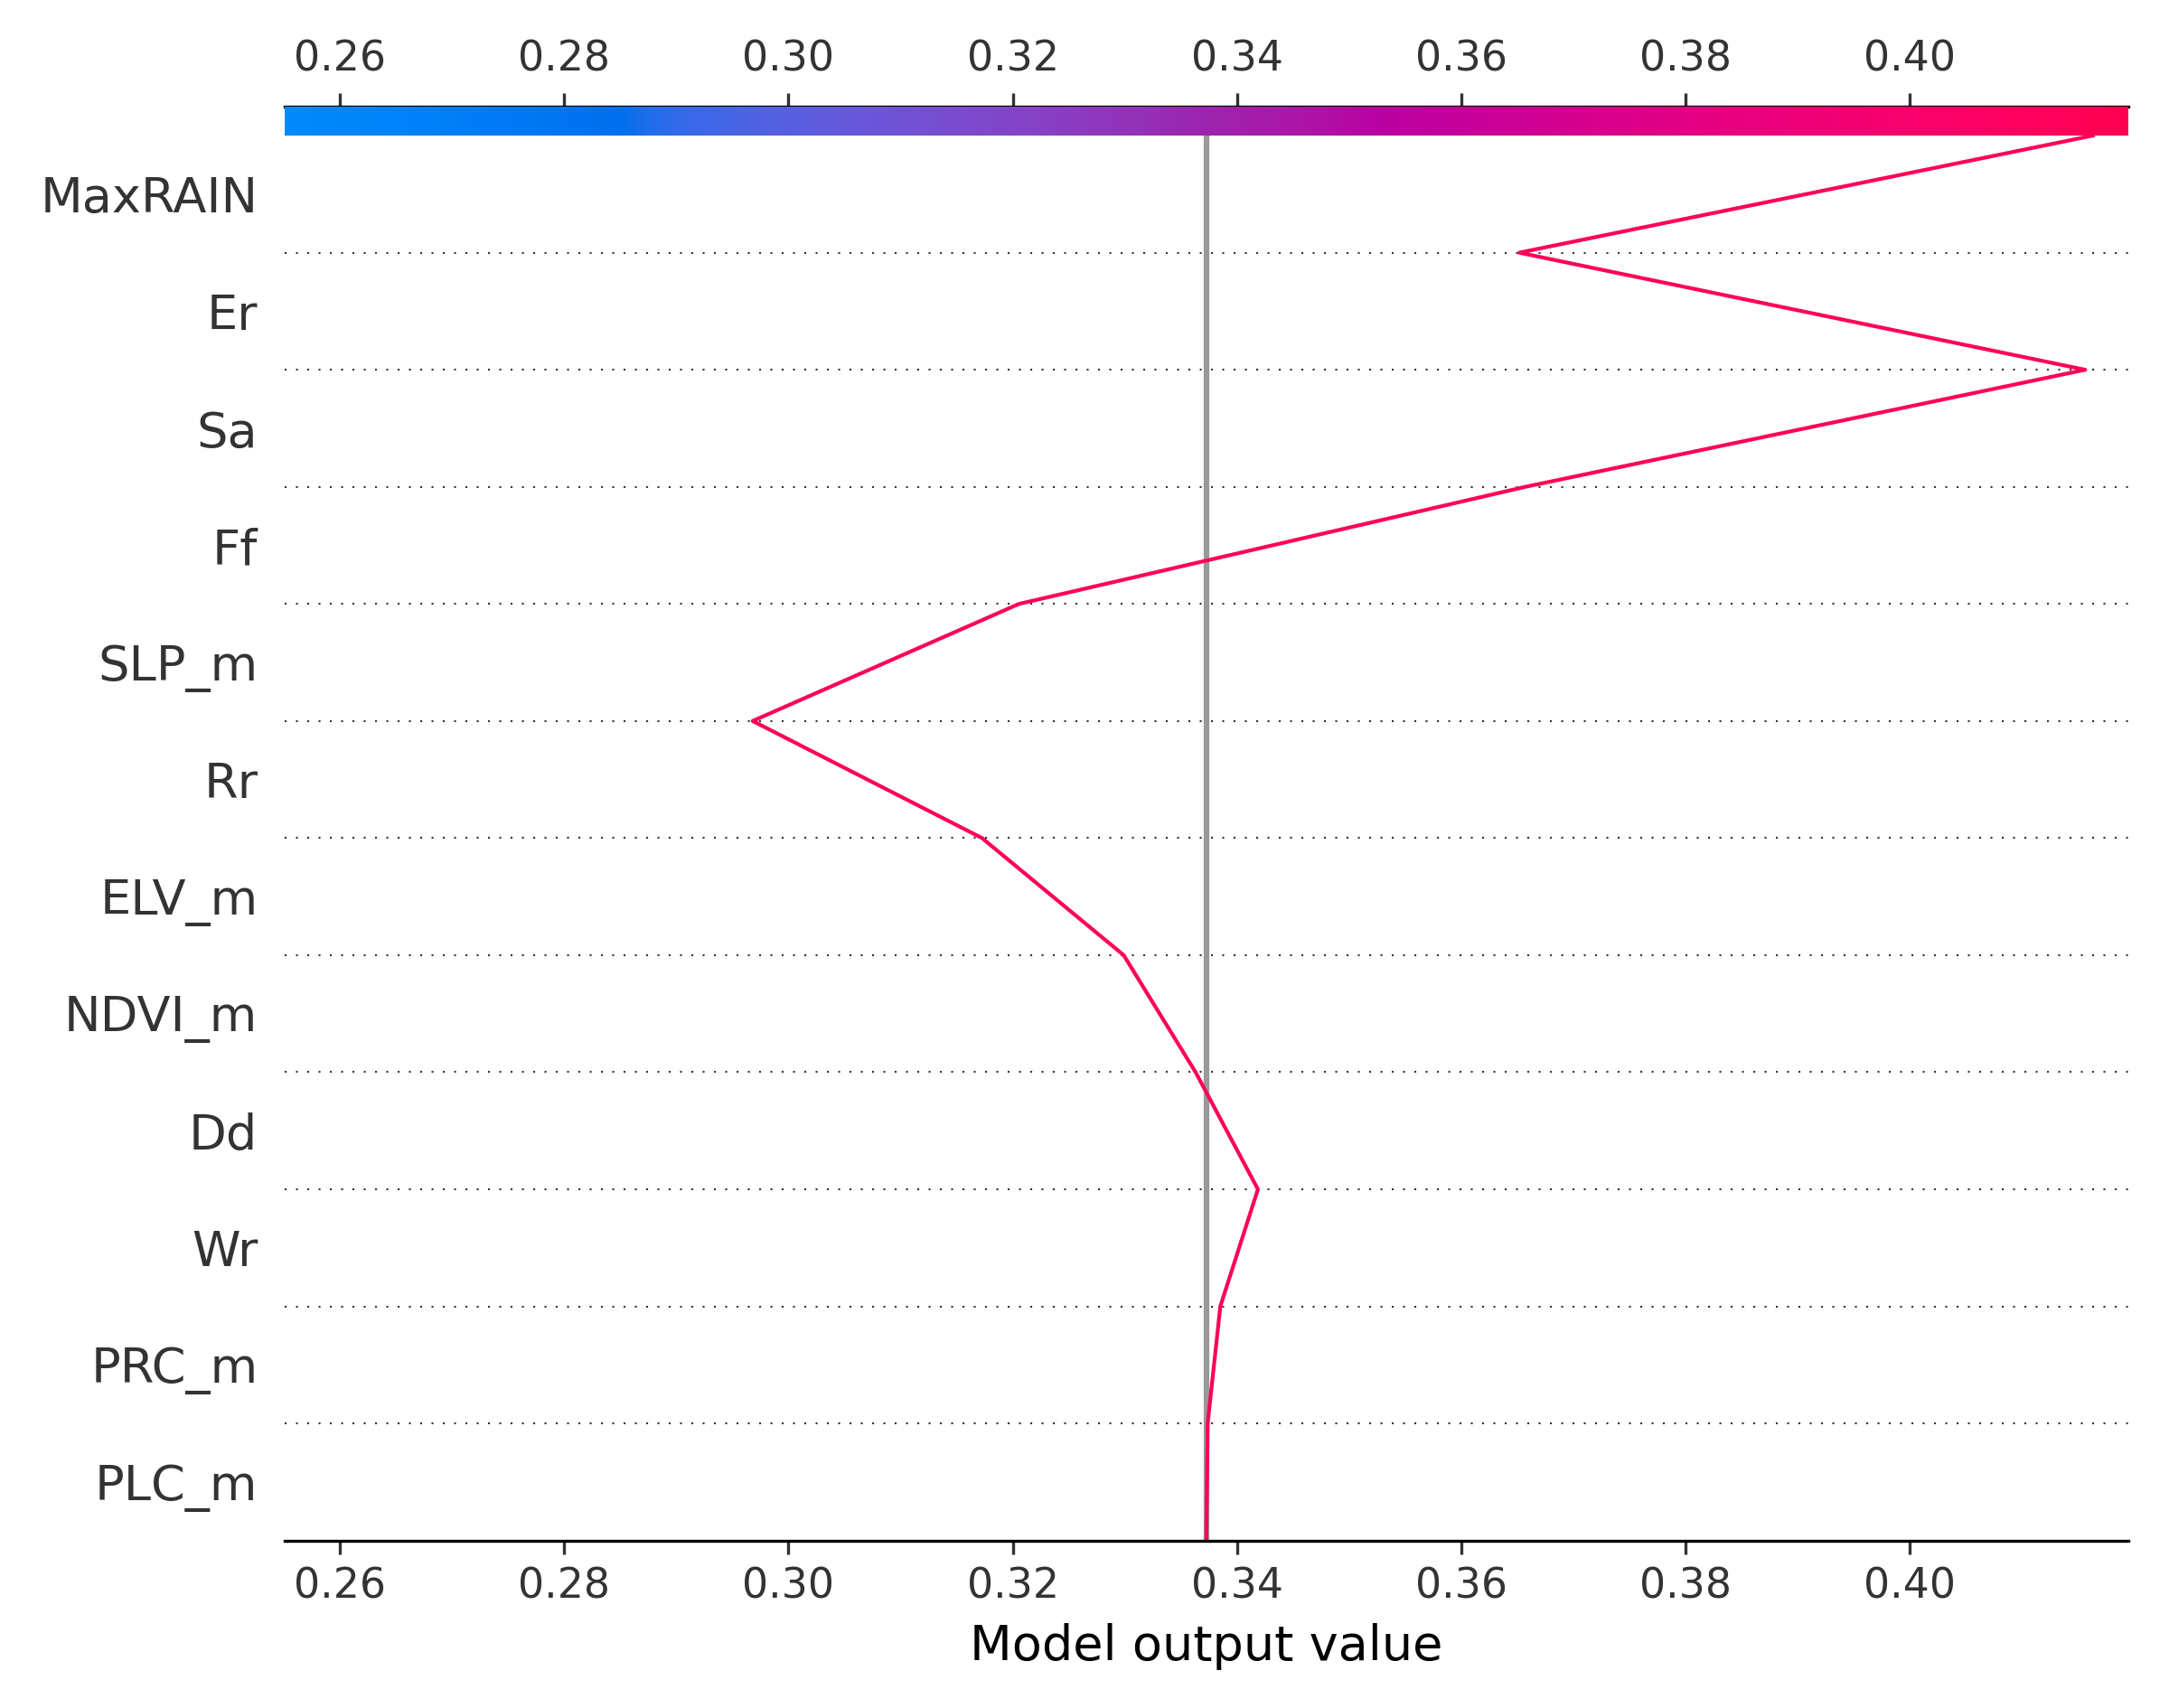 0.26 0.28 0.30 0.32 0.34 0.36 0.38 0.40
MaxRAIN
Er
Sa
Ff
SLP_m
Rr
ELV_m
NDVI_m
Dd
Wr
PRC_m
PLC_m
0.26 0.28 0.30 0.32 0.34 0.36 0.38 0.40
Model output value